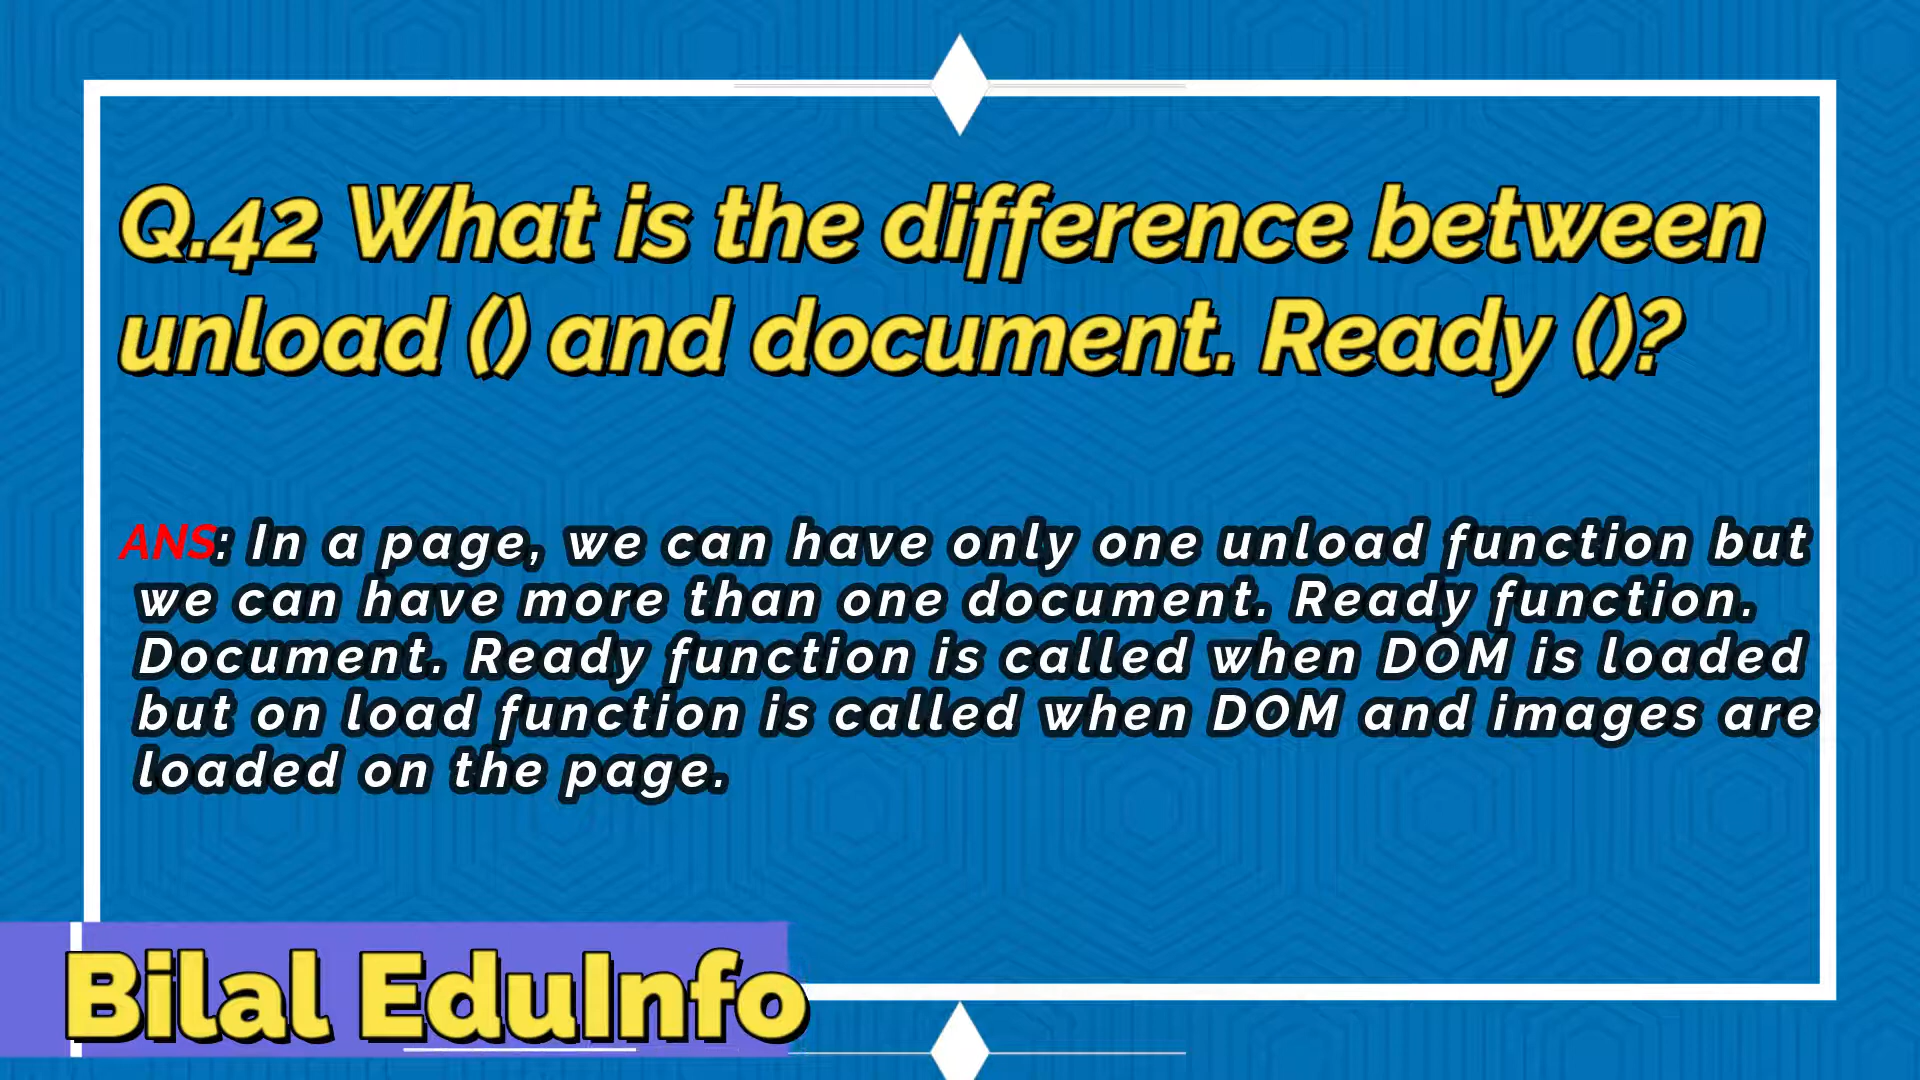 Q.42 What is the difference between
unload () and document. Ready ()?
ANS: In a page, we can have only one unload function but
we can have more than one document. Ready function.
Document. Ready function is called when DOM is loaded
but on load function is called when DOM and images are
loaded on the page.
Bilal EduInfo